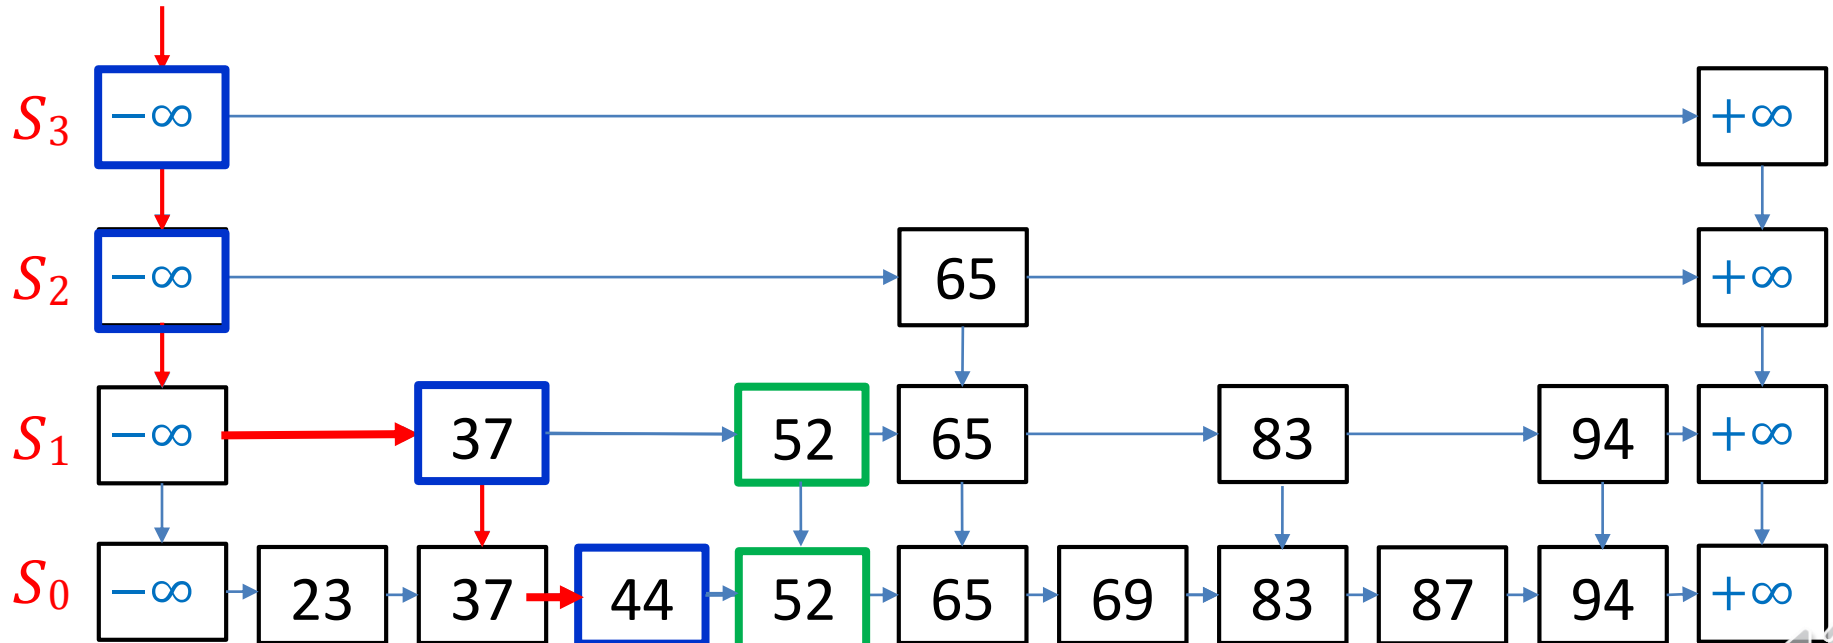 S₃ −∞ +∞
S₂ −∞ 65 +∞
S₁ −∞ 37 52 65 83 94 +∞
S₀ −∞ 23 37 44 52 65 69 83 87 94 +∞